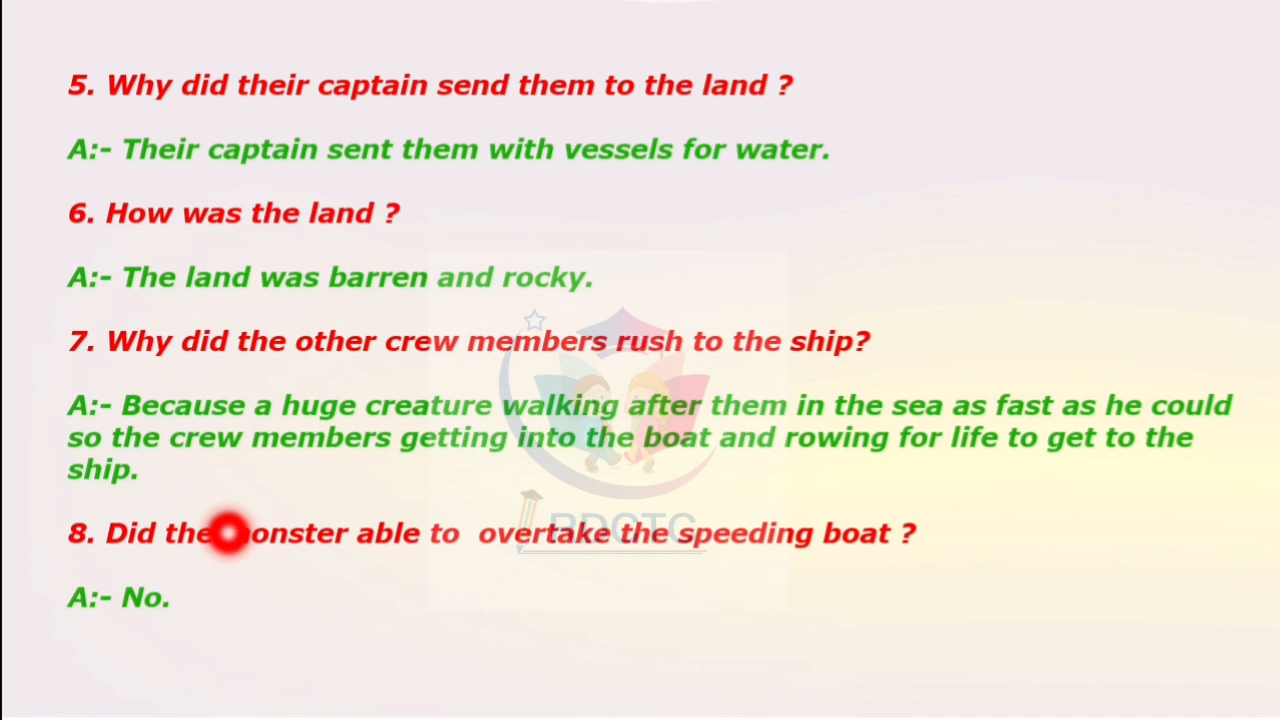 5. Why did their captain send them to the land ?
A:- Their captain sent them with vessels for water.
6. How was the land ?
A:- The land was barren and rocky.
7. Why did the other crew members rush to the ship?
A:- Because a huge creature walking after them in the sea as fast as he could
so the crew members getting into the boat and rowing for life to get to the
ship.
8. Did the monster able to overtake the speeding boat ?
BDOTC
A:- No.